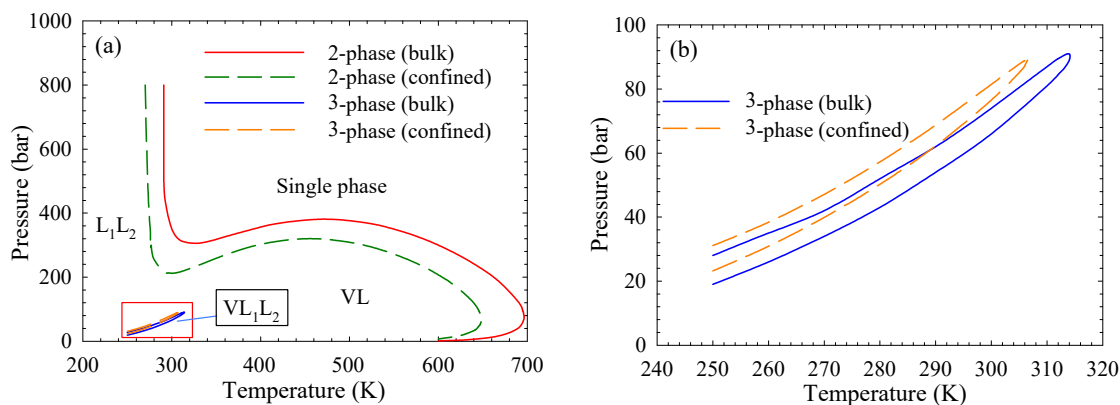 (a)
2-phase (bulk)
2-phase (confined)
3-phase (bulk)
3-phase (confined)
Single phase
L₁L₂
VL
VL₁L₂
1000
800
600
400
200
0
200 300 400 500 600 700
Temperature (K)
Pressure (bar)
(b)
3-phase (bulk)
3-phase (confined)
100
80
60
40
20
0
240 250 260 270 280 290 300 310 320
Temperature (K)
Pressure (bar)